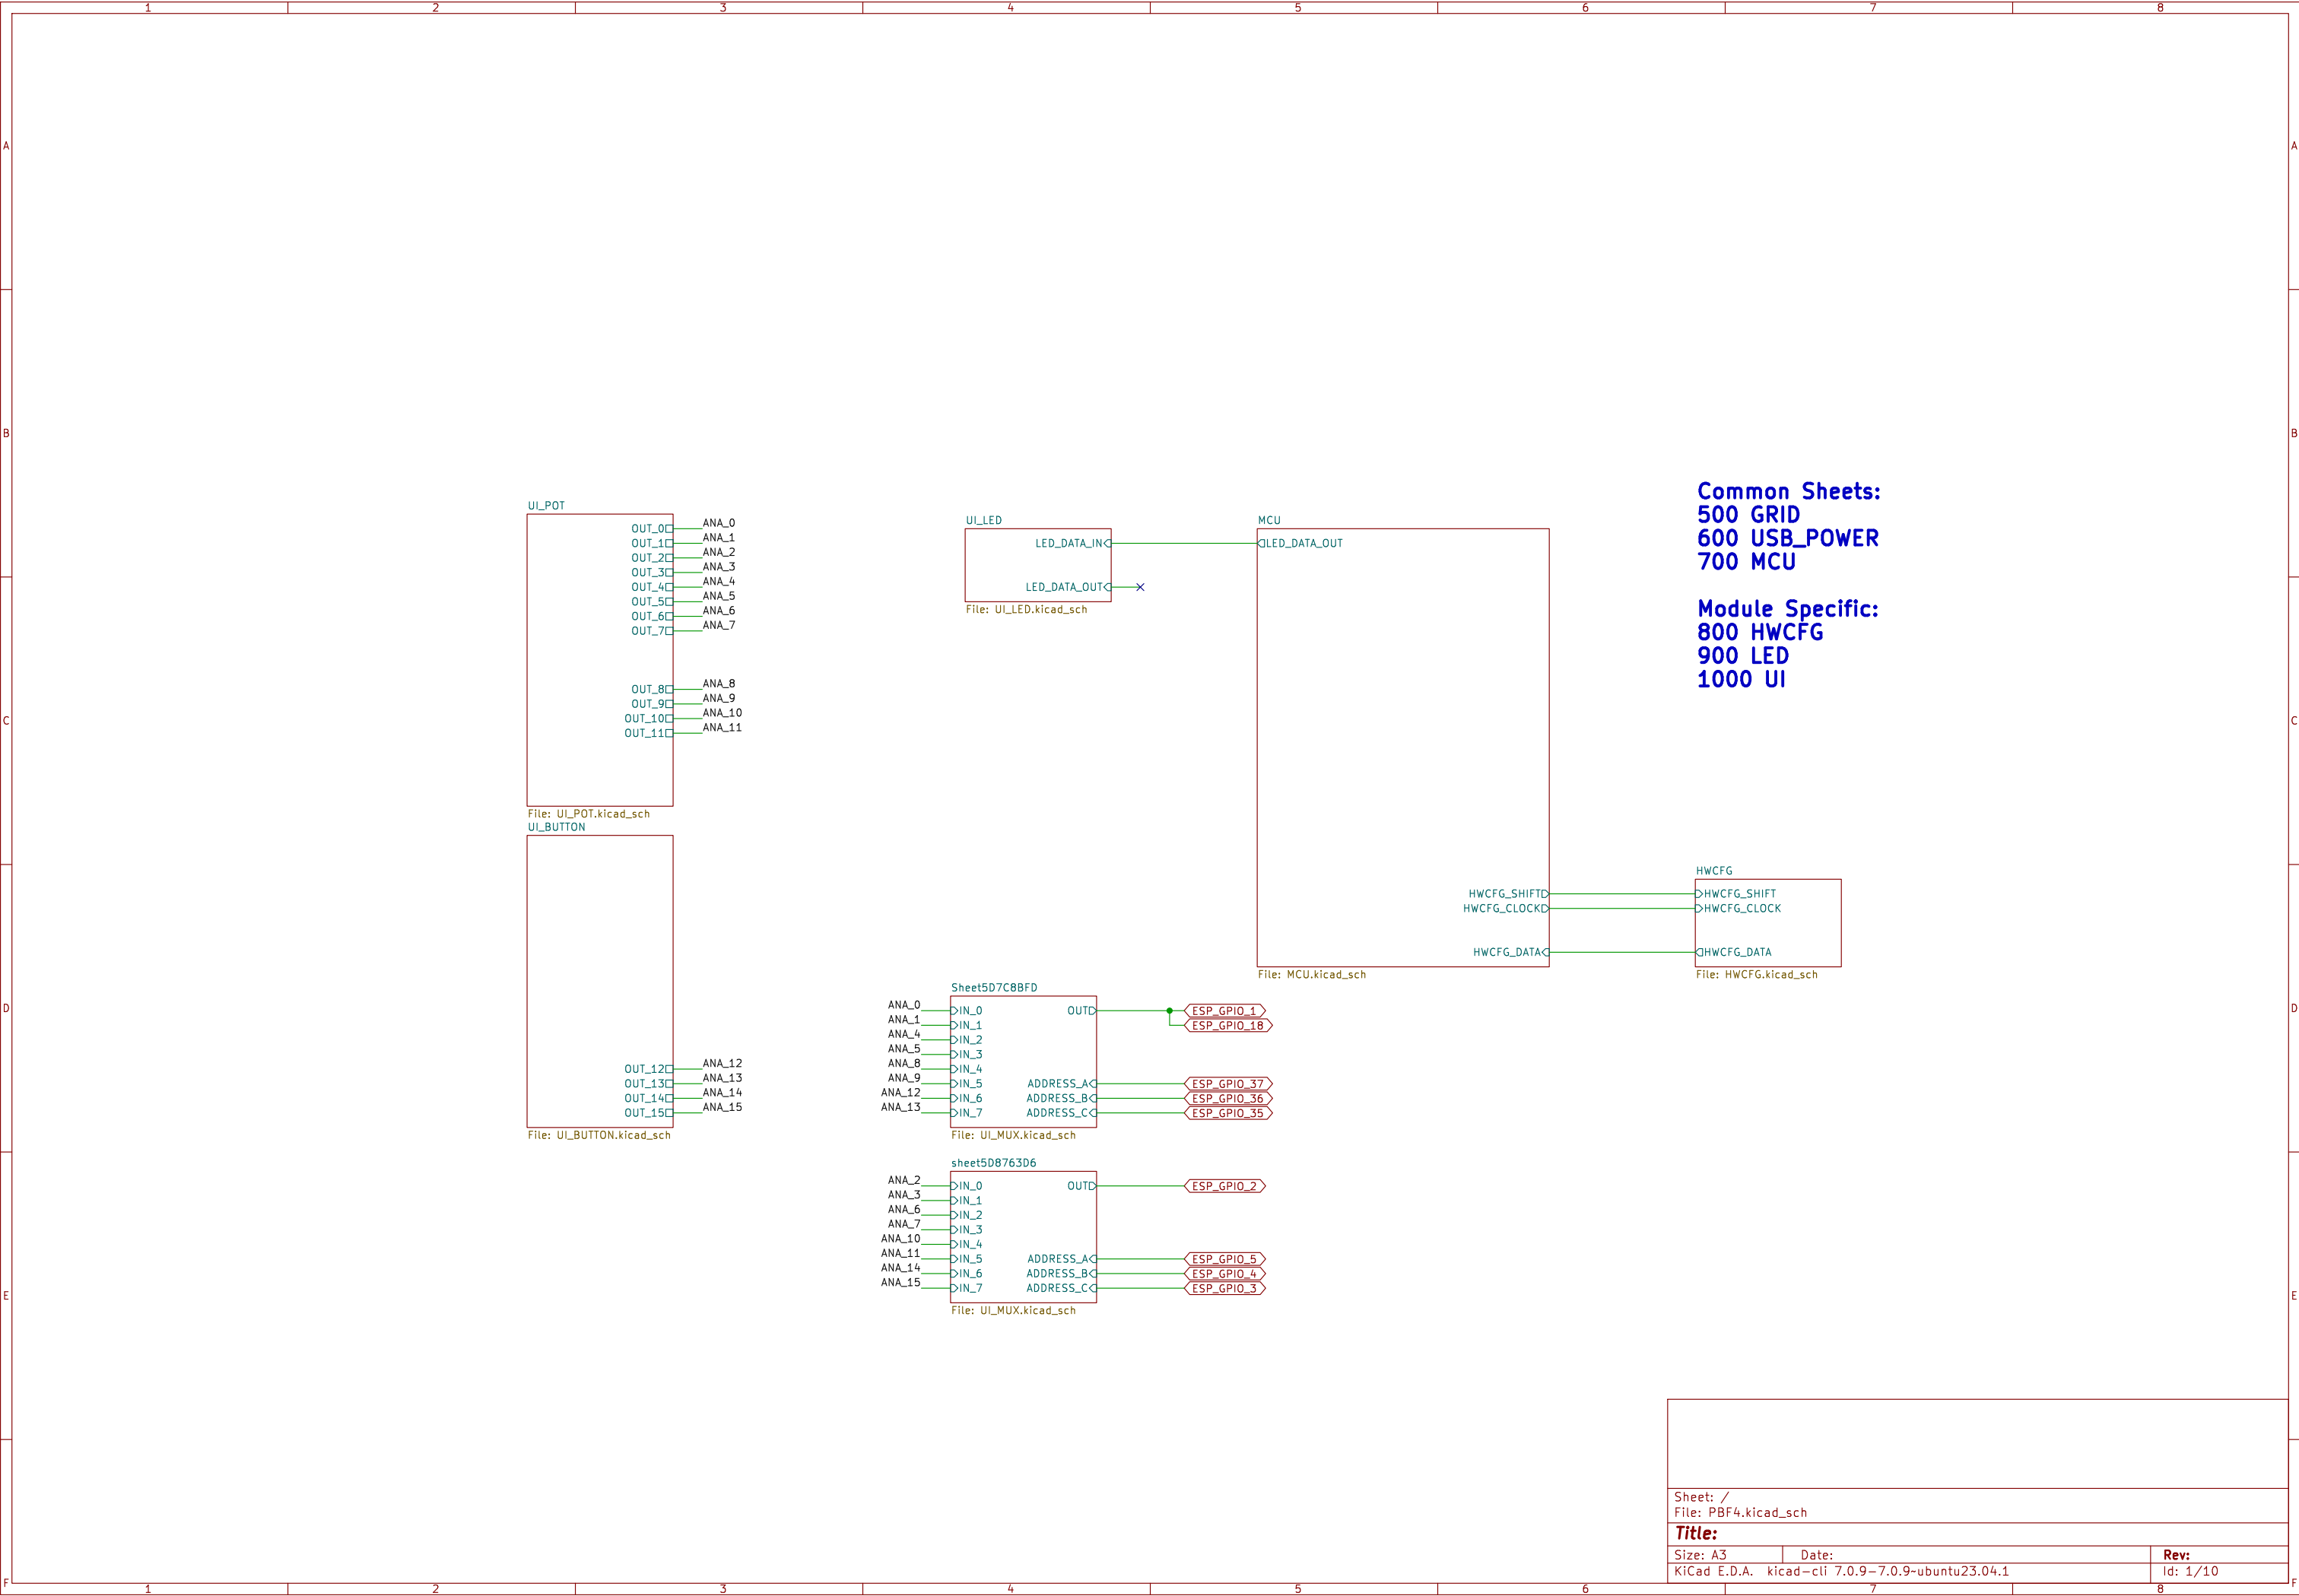 1 2 3 4 5 6 7 8
A A
B B
C C
D D
E E
F F
UI_POT
OUT_0 ANA_0
OUT_1 ANA_1
OUT_2 ANA_2
OUT_3 ANA_3
OUT_4 ANA_4
OUT_5 ANA_5
OUT_6 ANA_6
OUT_7 ANA_7
OUT_8 ANA_8
OUT_9 ANA_9
OUT_10 ANA_10
OUT_11 ANA_11
File: UI_POT.kicad_sch
UI_BUTTON
OUT_12 ANA_12
OUT_13 ANA_13
OUT_14 ANA_14
OUT_15 ANA_15
File: UI_BUTTON.kicad_sch
UI_LED
LED_DATA_IN
LED_DATA_OUT
File: UI_LED.kicad_sch
MCU
LED_DATA_OUT
HWCFG_SHIFT
HWCFG_CLOCK
HWCFG_DATA
File: MCU.kicad_sch
Common Sheets:
500 GRID
600 USB_POWER
700 MCU
Module Specific:
800 HWCFG
900 LED
1000 UI
HWCFG
HWCFG_SHIFT
HWCFG_CLOCK
HWCFG_DATA
File: HWCFG.kicad_sch
Sheet5D7C8BFD
ANA_0 IN_0 OUT ESP_GPIO_1
ANA_1 IN_1 ESP_GPIO_18
ANA_4 IN_2
ANA_5 IN_3
ANA_8 IN_4
ANA_9 IN_5 ADDRESS_A ESP_GPIO_37
ANA_12 IN_6 ADDRESS_B ESP_GPIO_36
ANA_13 IN_7 ADDRESS_C ESP_GPIO_35
File: UI_MUX.kicad_sch
sheet5D8763D6
ANA_2 IN_0 OUT ESP_GPIO_2
ANA_3 IN_1
ANA_6 IN_2
ANA_7 IN_3
ANA_10 IN_4
ANA_11 IN_5 ADDRESS_A ESP_GPIO_5
ANA_14 IN_6 ADDRESS_B ESP_GPIO_4
ANA_15 IN_7 ADDRESS_C ESP_GPIO_3
File: UI_MUX.kicad_sch
Sheet: /
File: PBF4.kicad_sch
Title:
Size: A3 Date: Rev:
KiCad E.D.A. kicad-cli 7.0.9-7.0.9~ubuntu23.04.1 Id: 1/10
1 2 3 4 5 6 7 8